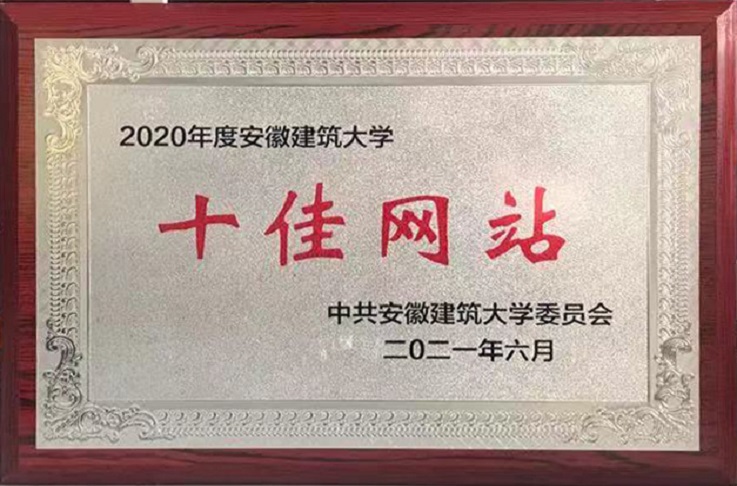 2020年度安徽建筑大学
十佳网站
中共安徽建筑大学委员会
二0二一年六月